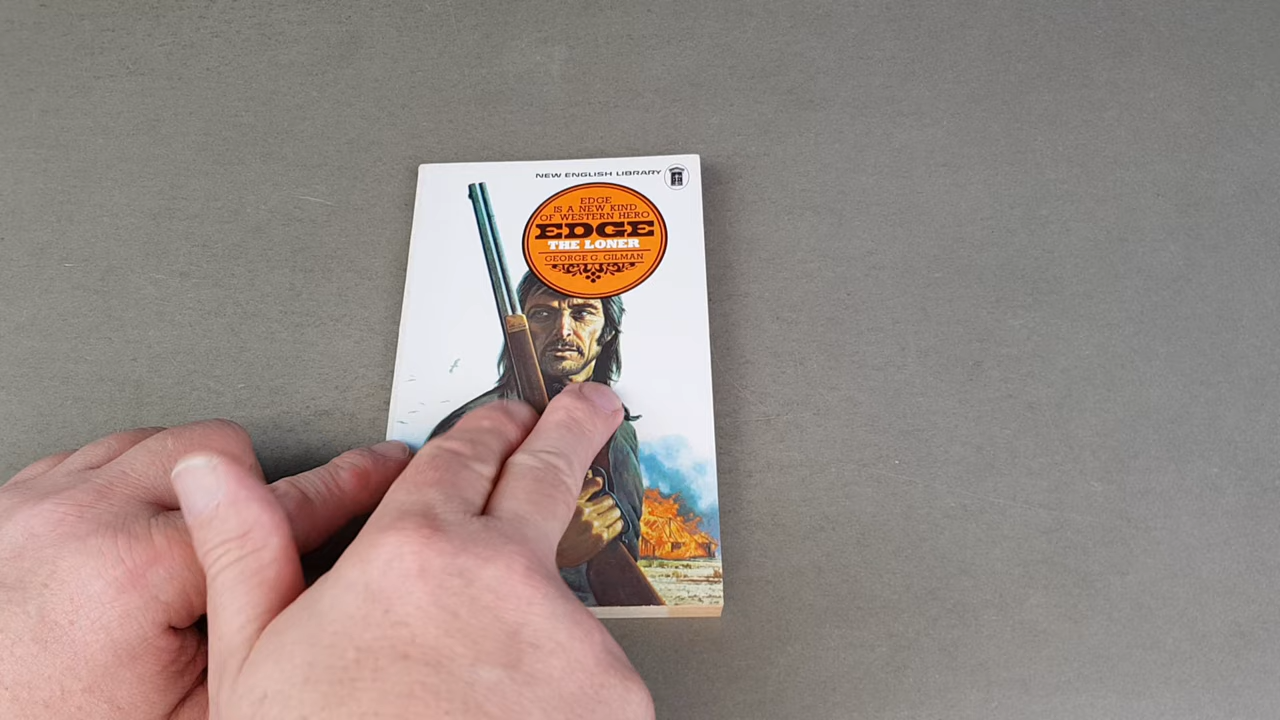 NEW ENGLISH LIBRARY
EDGE
IS A NEW KIND
OF WESTERN HERO
EDGE
THE LONER
GEORGE G. GILMAN